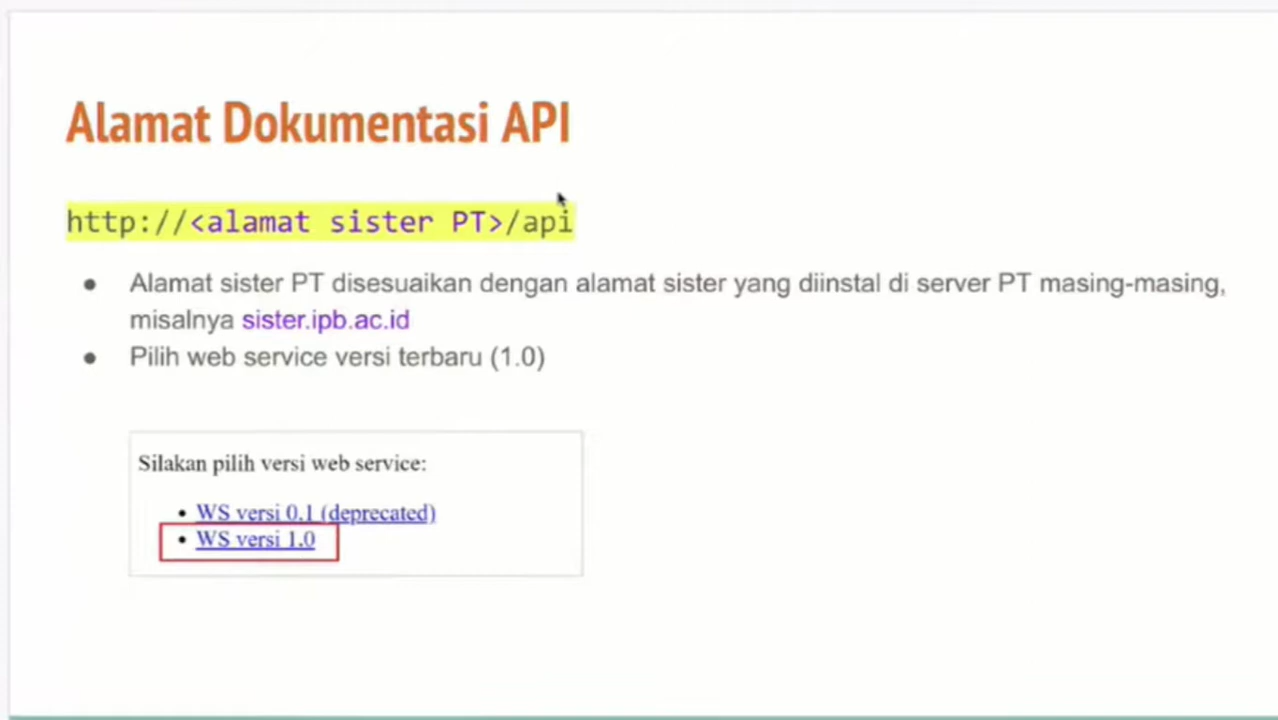 Alamat Dokumentasi API
http://<alamat sister PT>/api
● Alamat sister PT disesuaikan dengan alamat sister yang diinstal di server PT masing-masing,
misalnya sister.ipb.ac.id
● Pilih web service versi terbaru (1.0)
Silakan pilih versi web service:
• WS versi 0.1 (deprecated)
• WS versi 1.0